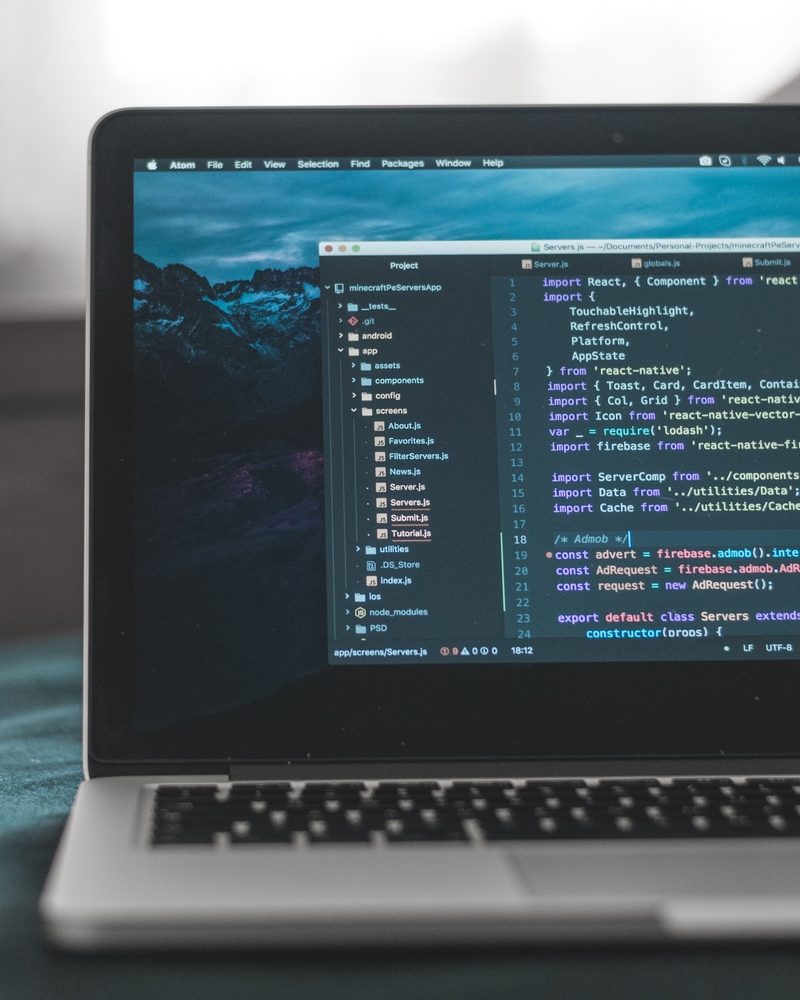 Atom File Edit View Selection Find Packages Window Help
Servers.js — ~/Documents/Personal-Projects/minecraftPeServ
Project
Server.js
globals.js
Submit.js
minecraftPeServersApp
__tests__
.git
android
app
assets
components
config
screens
About.js
Favorites.js
FilterServers.js
News.js
Server.js
Servers.js
Submit.js
Tutorial.js
utilities
.DS_Store
index.js
ios
node_modules
PSD
1 import React, { Component } from 'react
2 import {
3 TouchableHighlight,
4 RefreshControl,
5 Platform,
6 AppState
7 } from 'react-native';
8 import { Toast, Card, CardItem, Contai
9 import { Col, Grid } from 'react-nativ
10 import Icon from 'react-native-vector-
11 var _ = require('lodash');
12 import firebase from 'react-native-fi
13
14 import ServerComp from '../components
15 import Data from '../utilities/Data';
16 import Cache from '../utilities/Cache
17
18 /* Admob */
19 const advert = firebase.admob().inte
20 const AdRequest = firebase.admob.AdR
21 const request = new AdRequest();
22
23 export default class Servers extends
24 constructor(props) {
app/screens/Servers.js 9 0 0 18:12 LF UTF-8